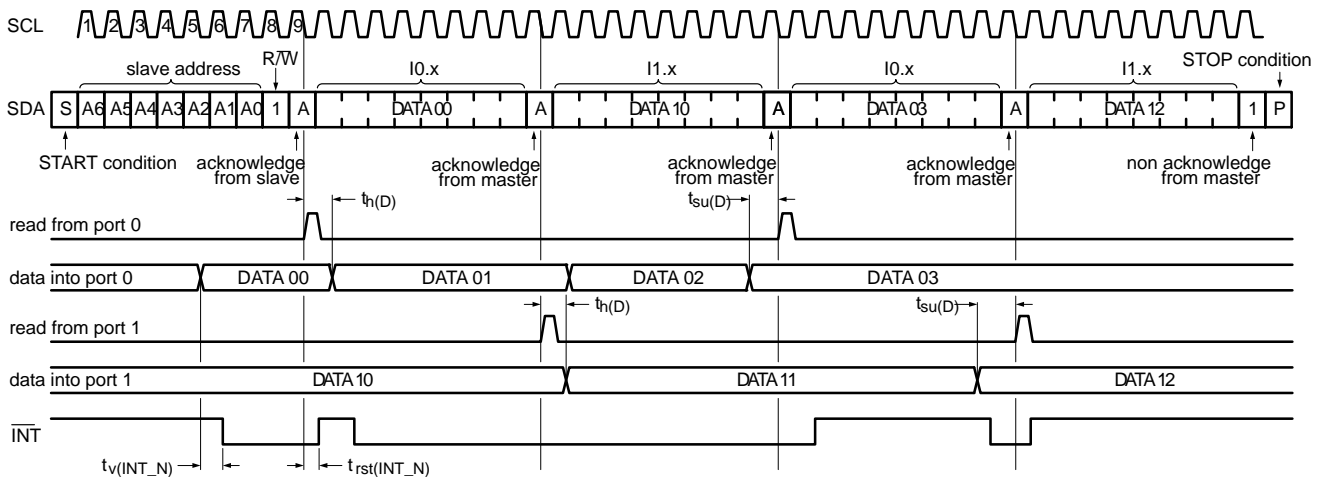 SCL 1 2 3 4 5 6 7 8 9
R/W STOP condition
slave address I0.x I1.x I0.x I1.x
SDA S A6 A5 A4 A3 A2 A1 A0 1 A DATA 00 A DATA 10 A DATA 03 A DATA 12 1 P
START condition acknowledge from slave acknowledge from master acknowledge from master acknowledge from master non acknowledge from master
th(D) tsu(D)
read from port 0
data into port 0 DATA 00 DATA 01 DATA 02 DATA 03
th(D) tsu(D)
read from port 1
data into port 1 DATA 10 DATA 11 DATA 12
INT
tv(INT_N) trst(INT_N)